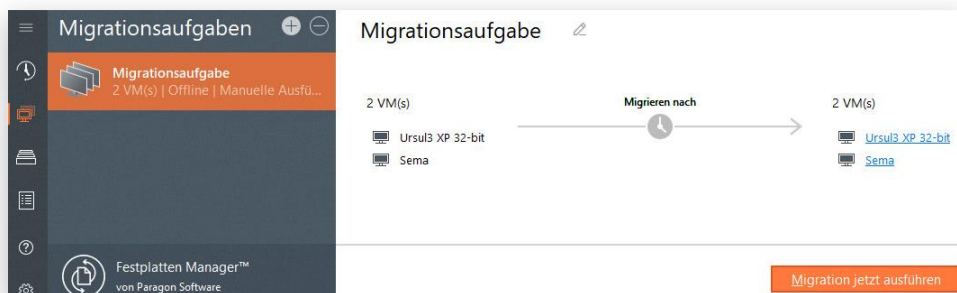 Migrationsaufgaben
Migrationsaufgabe
2 VM(s) | Offline | Manuelle Ausfü...
Festplatten Manager™
von Paragon Software
Migrationsaufgabe
2 VM(s)
Ursul3 XP 32-bit
Sema
Migrieren nach
2 VM(s)
Ursul3 XP 32-bit
Sema
Migration jetzt ausführen